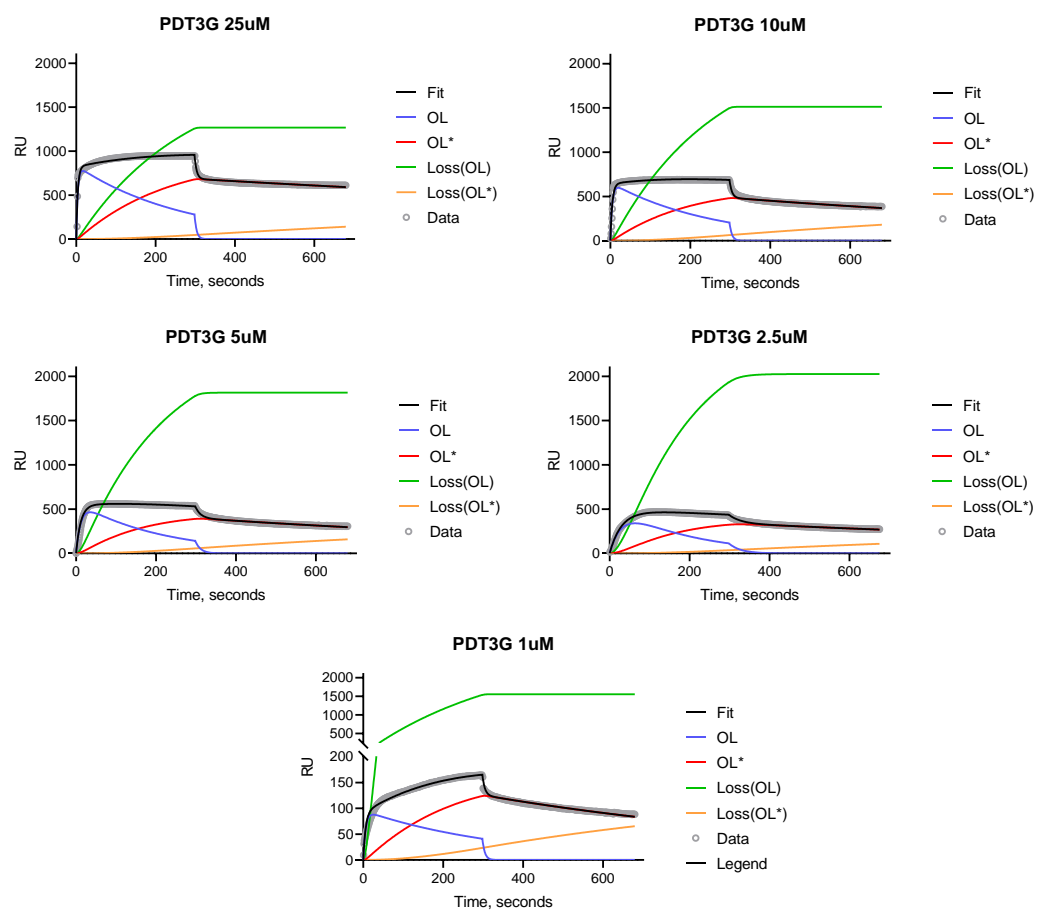 PDT3G 25uM
2000
1500
1000
500
0
RU
0 200 400 600
Time, seconds
Fit
OL
OL*
Loss(OL)
Loss(OL*)
Data
PDT3G 10uM
2000
1500
1000
500
0
RU
0 200 400 600
Time, seconds
Fit
OL
OL*
Loss(OL)
Loss(OL*)
Data
PDT3G 5uM
2000
1500
1000
500
0
RU
0 200 400 600
Time, seconds
Fit
OL
OL*
Loss(OL)
Loss(OL*)
Data
PDT3G 2.5uM
2000
1500
1000
500
0
RU
0 200 400 600
Time, seconds
Fit
OL
OL*
Loss(OL)
Loss(OL*)
Data
PDT3G 1uM
2000
1500
1000
500
200
150
100
50
0
RU
0 200 400 600
Time, seconds
Fit
OL
OL*
Loss(OL)
Loss(OL*)
Data
Legend